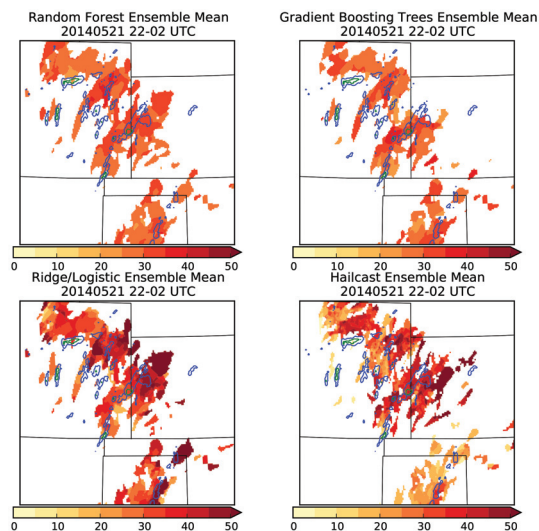 Random Forest Ensemble Mean
20140521 22-02 UTC
Gradient Boosting Trees Ensemble Mean
20140521 22-02 UTC
0 10 20 30 40 50
0 10 20 30 40 50
Ridge/Logistic Ensemble Mean
20140521 22-02 UTC
Hailcast Ensemble Mean
20140521 22-02 UTC
0 10 20 30 40 50
0 10 20 30 40 50